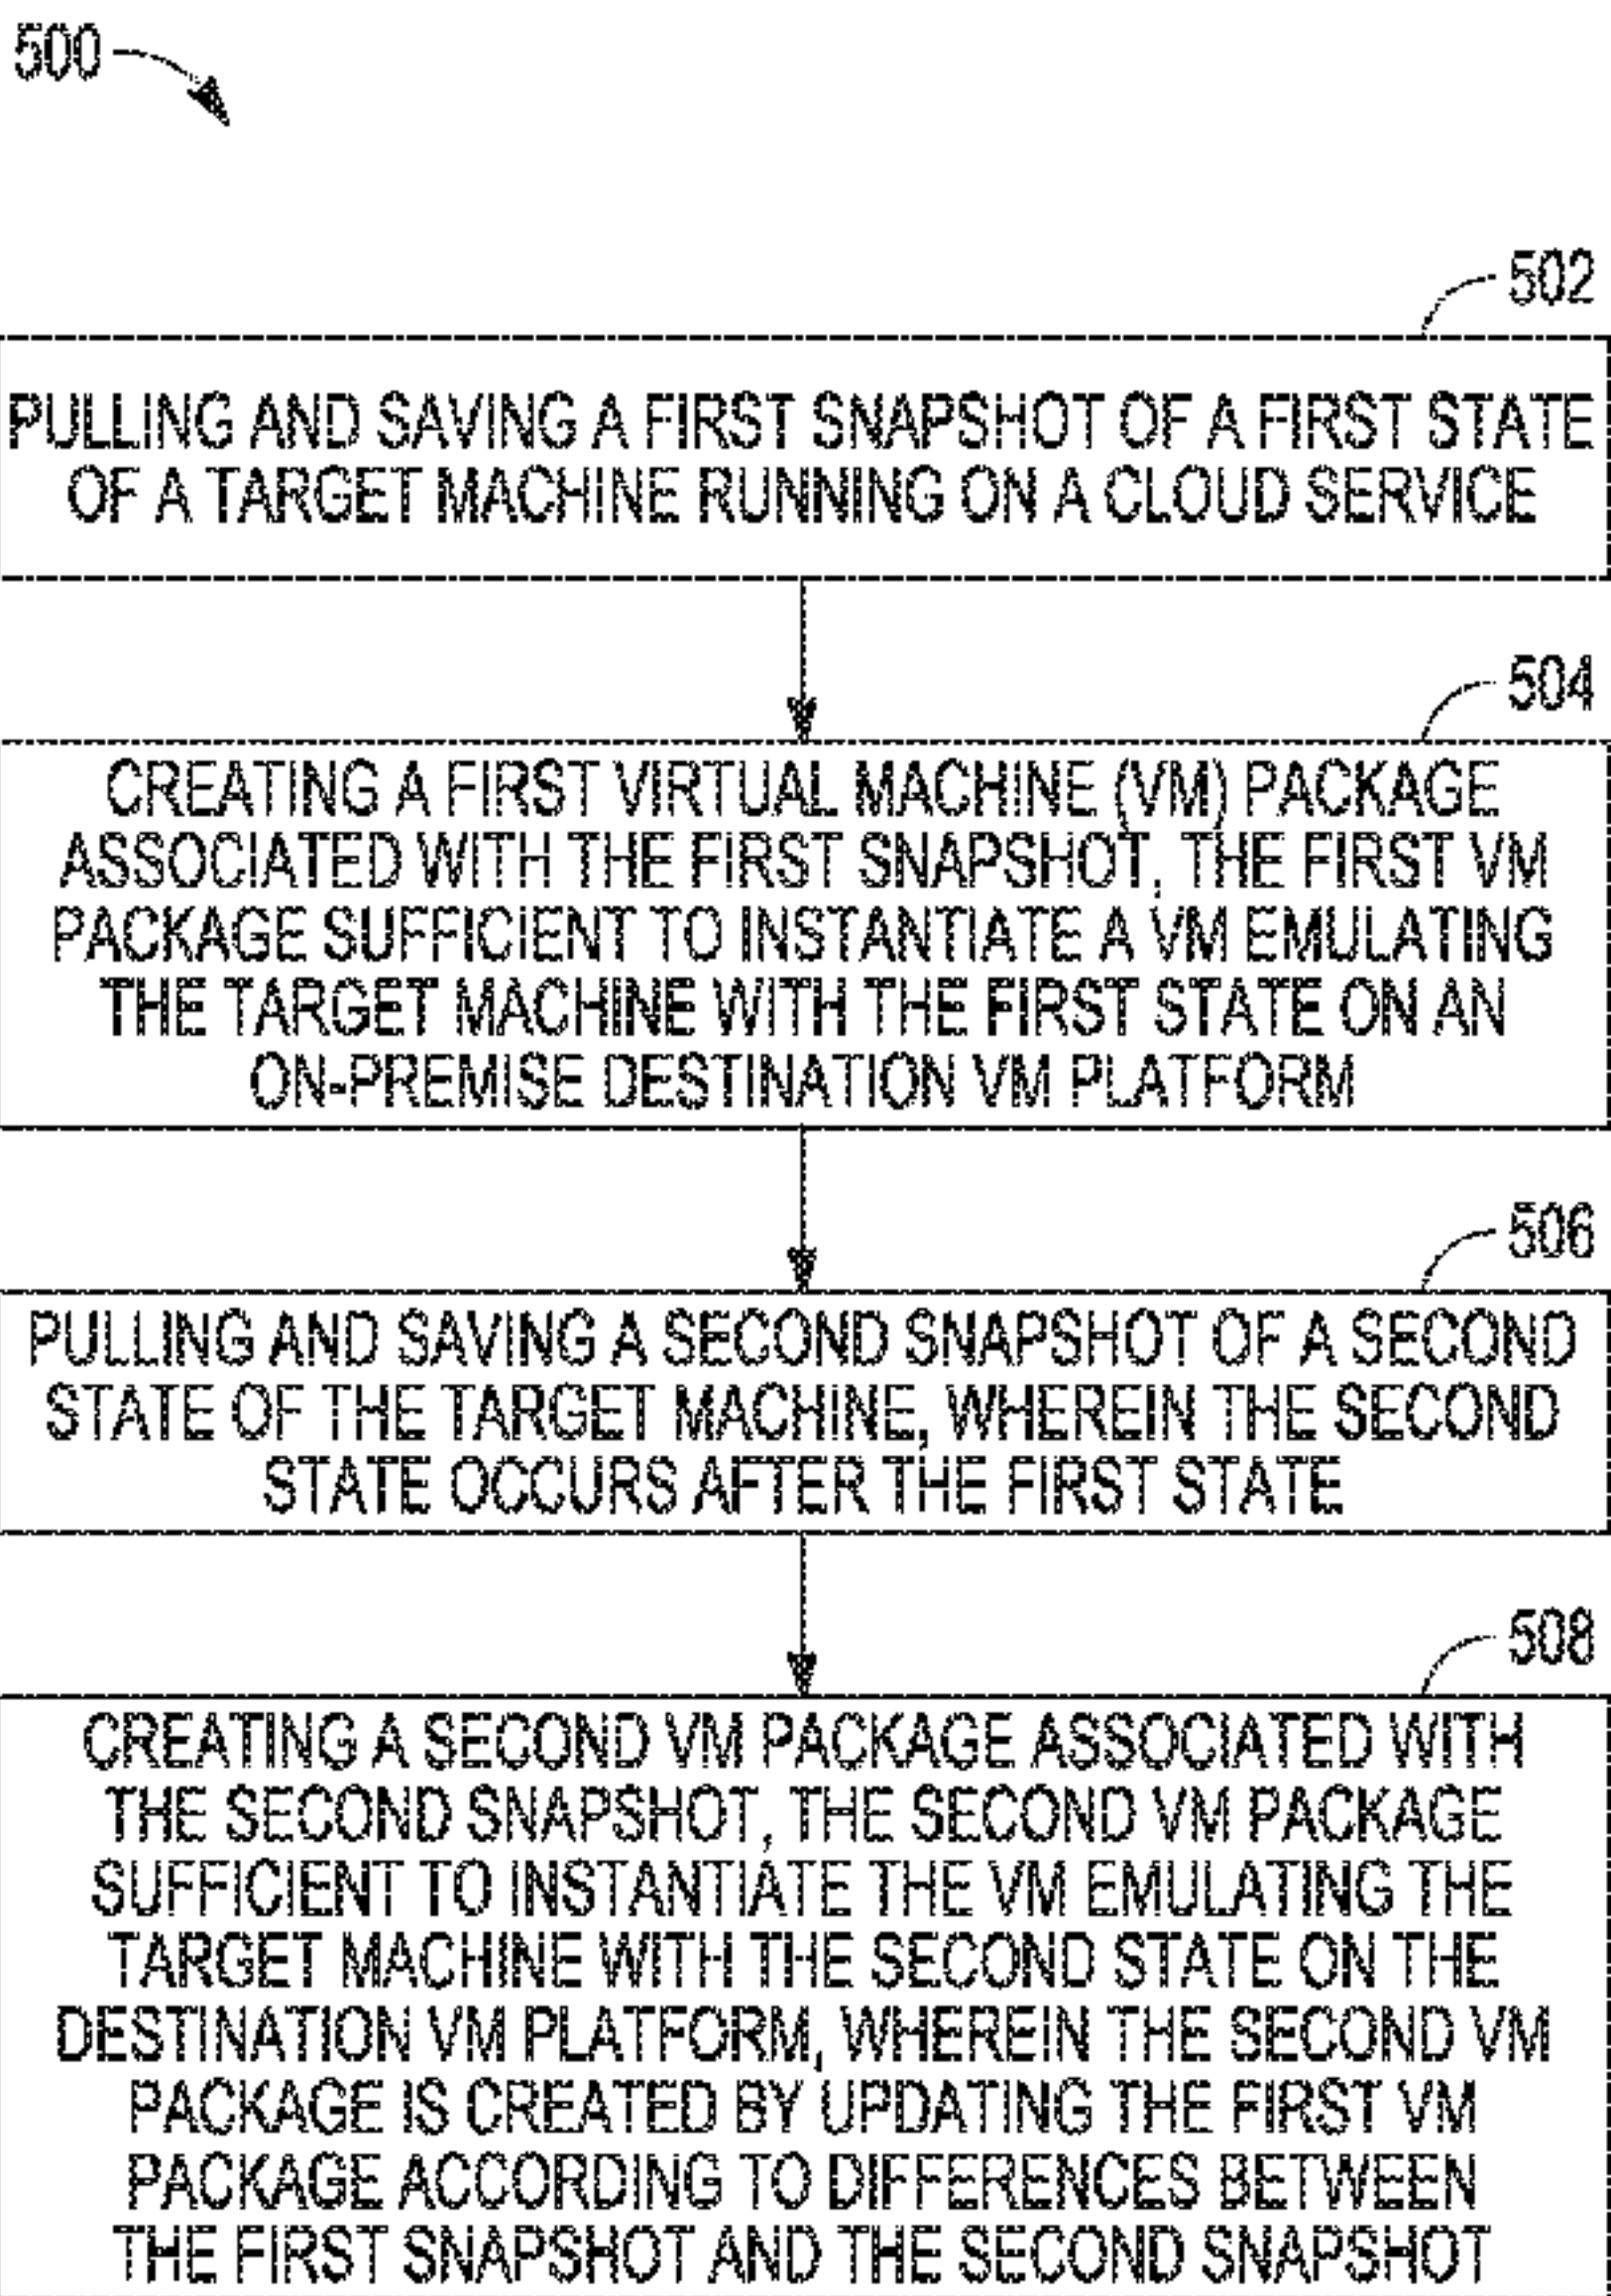 500
502
PULLING AND SAVING A FIRST SNAPSHOT OF A FIRST STATE
OF A TARGET MACHINE RUNNING ON A CLOUD SERVICE
504
CREATING A FIRST VIRTUAL MACHINE (VM) PACKAGE
ASSOCIATED WITH THE FIRST SNAPSHOT, THE FIRST VM
PACKAGE SUFFICIENT TO INSTANTIATE A VM EMULATING
THE TARGET MACHINE WITH THE FIRST STATE ON AN
ON-PREMISE DESTINATION VM PLATFORM
506
PULLING AND SAVING A SECOND SNAPSHOT OF A SECOND
STATE OF THE TARGET MACHINE, WHEREIN THE SECOND
STATE OCCURS AFTER THE FIRST STATE
508
CREATING A SECOND VM PACKAGE ASSOCIATED WITH
THE SECOND SNAPSHOT, THE SECOND VM PACKAGE
SUFFICIENT TO INSTANTIATE THE VM EMULATING THE
TARGET MACHINE WITH THE SECOND STATE ON THE
DESTINATION VM PLATFORM, WHEREIN THE SECOND VM
PACKAGE IS CREATED BY UPDATING THE FIRST VM
PACKAGE ACCORDING TO DIFFERENCES BETWEEN
THE FIRST SNAPSHOT AND THE SECOND SNAPSHOT